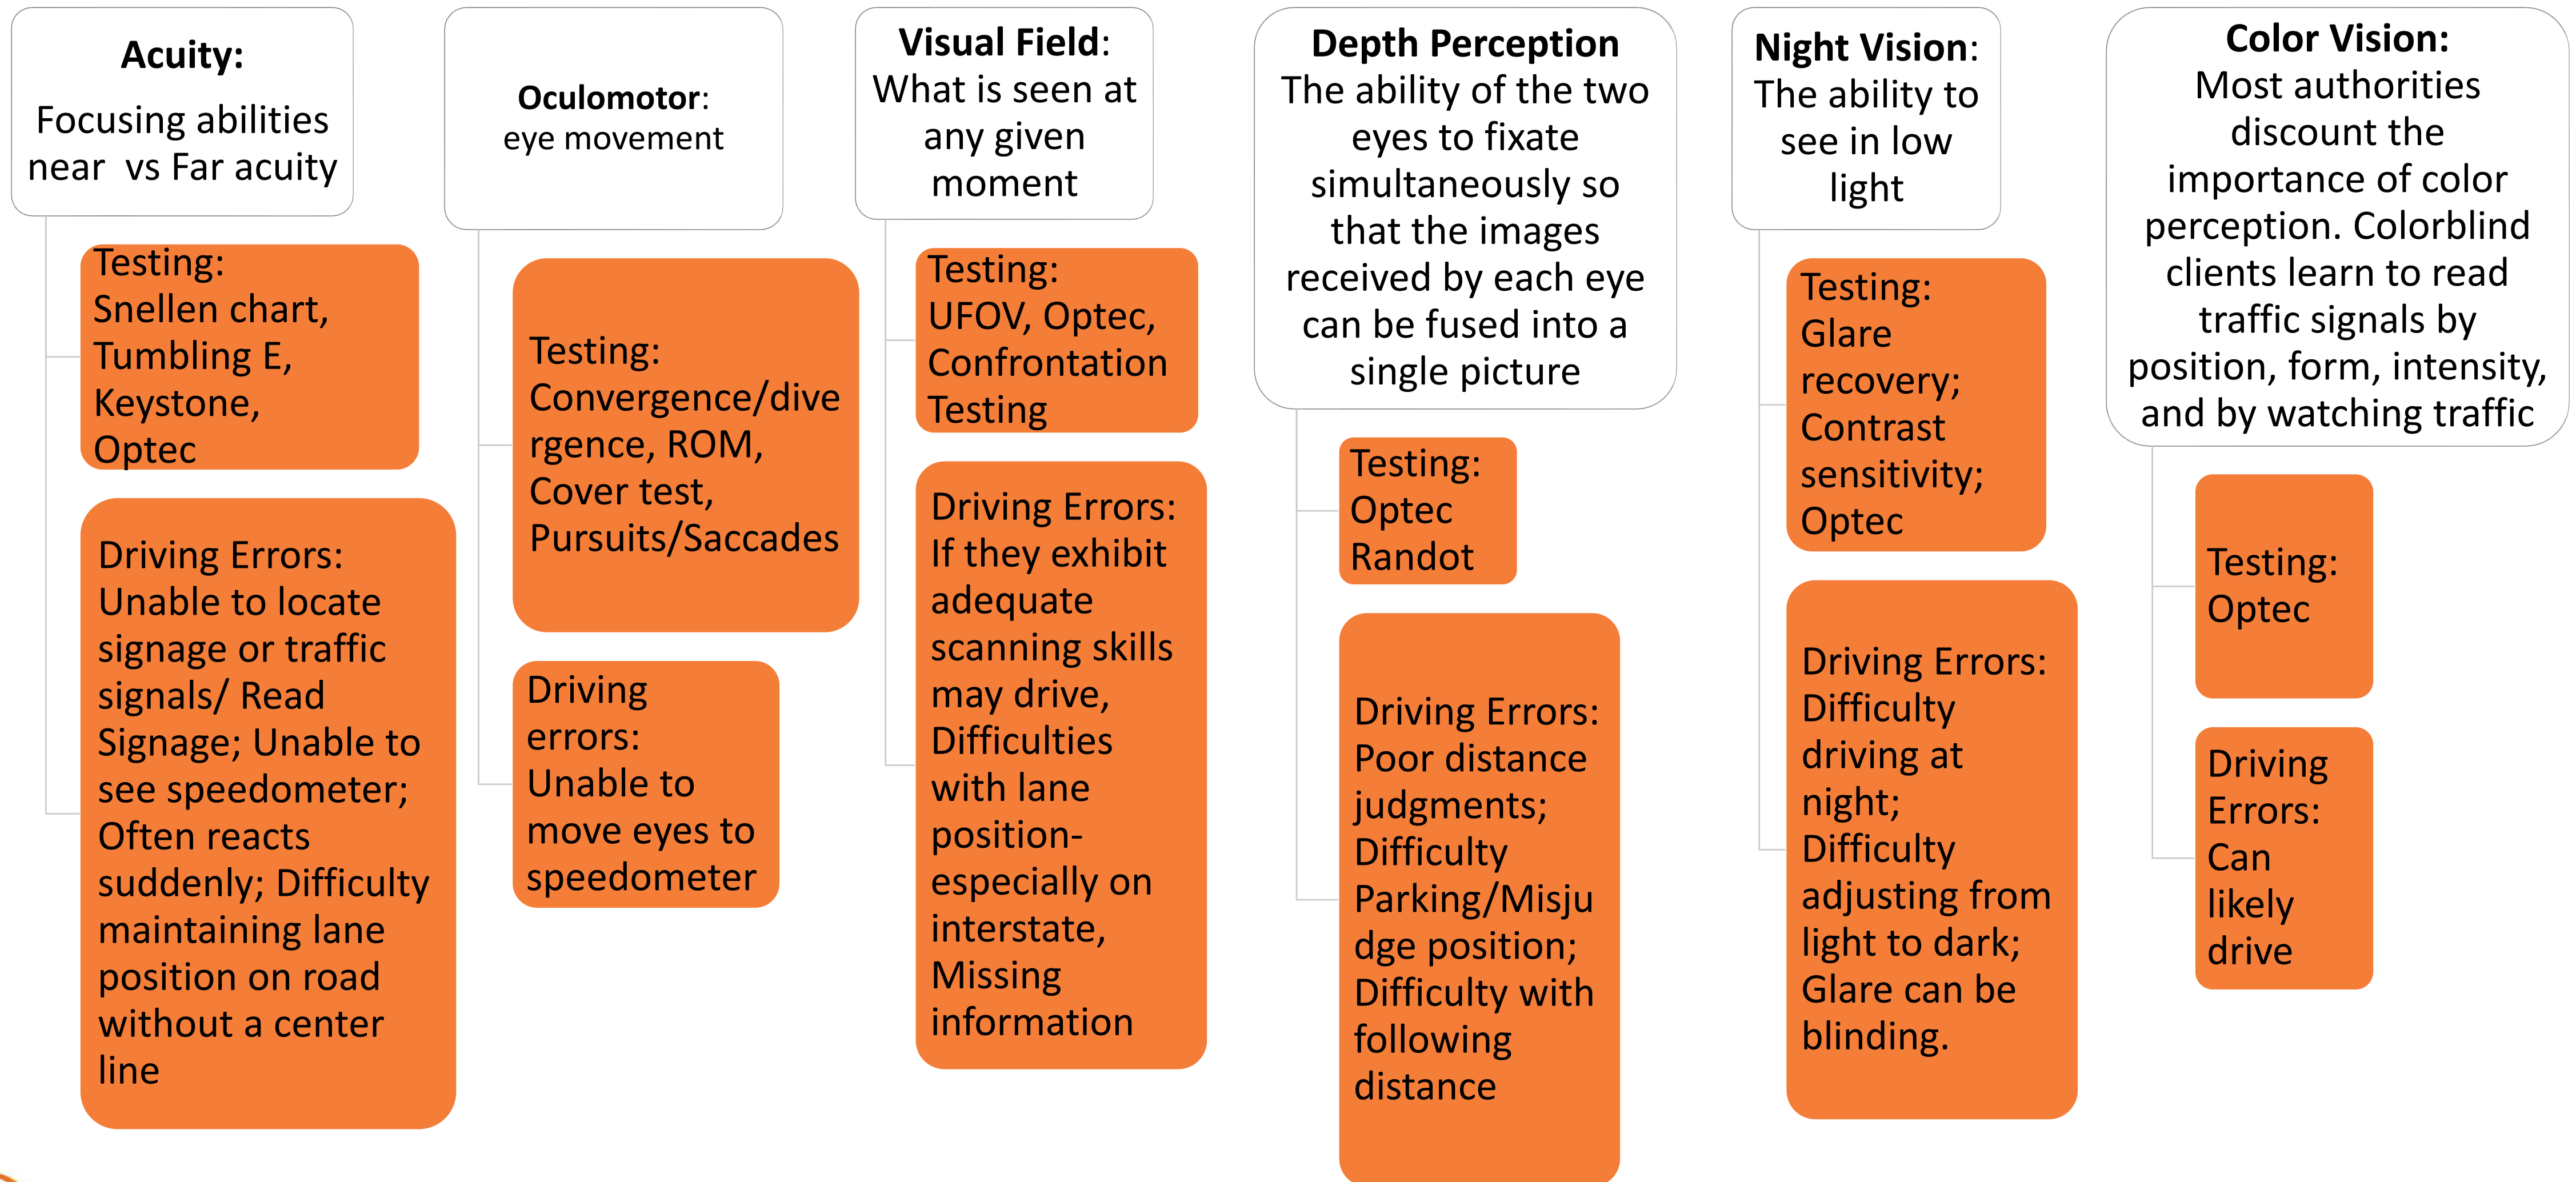 Acuity:
Focusing abilities
near  vs Far acuity
Testing:
Snellen chart,
Tumbling E,
Keystone,
Optec
Driving Errors:
Unable to locate
signage or traffic
signals/ Read
Signage; Unable to
see speedometer;
Often reacts
suddenly; Difficulty
maintaining lane
position on road
without a center
line
Oculomotor:
eye movement
Testing:
Convergence/dive
rgence, ROM,
Cover test,
Pursuits/Saccades
Driving
errors:
Unable to
move eyes to
speedometer
Visual Field:
What is seen at
any given
moment
Testing:
UFOV, Optec,
Confrontation
Testing
Driving Errors:
If they exhibit
adequate
scanning skills
may drive,
Difficulties
with lane
position-
especially on
interstate,
Missing
information
Depth Perception
The ability of the two
eyes to fixate
simultaneously so
that the images
received by each eye
can be fused into a
single picture
Testing:
Optec
Randot
Driving Errors:
Poor distance
judgments;
Difficulty
Parking/Misju
dge position;
Difficulty with
following
distance
Night Vision:
The ability to
see in low
light
Testing:
Glare
recovery;
Contrast
sensitivity;
Optec
Driving Errors:
Difficulty
driving at
night;
Difficulty
adjusting from
light to dark;
Glare can be
blinding.
Color Vision:
Most authorities
discount the
importance of color
perception. Colorblind
clients learn to read
traffic signals by
position, form, intensity,
and by watching traffic
Testing:
Optec
Driving
Errors:
Can
likely
drive